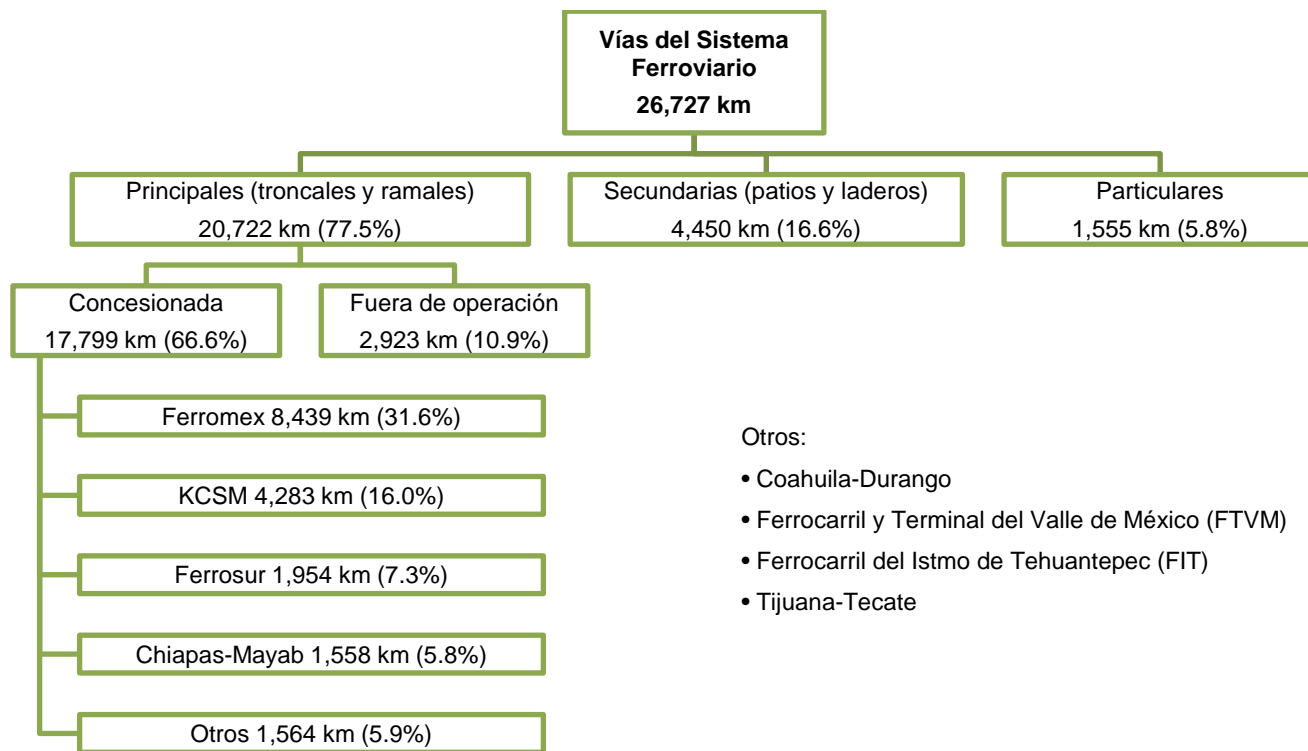 Vías del Sistema
Ferroviario
26,727 km
Principales (troncales y ramales)
20,722 km (77.5%)
Secundarias (patios y laderos)
4,450 km (16.6%)
Particulares
1,555 km (5.8%)
Concesionada
17,799 km (66.6%)
Fuera de operación
2,923 km (10.9%)
Ferromex 8,439 km (31.6%)
KCSM 4,283 km (16.0%)
Ferrosur 1,954 km (7.3%)
Chiapas-Mayab 1,558 km (5.8%)
Otros 1,564 km (5.9%)
Otros:
• Coahuila-Durango
• Ferrocarril y Terminal del Valle de México (FTVM)
• Ferrocarril del Istmo de Tehuantepec (FIT)
• Tijuana-Tecate